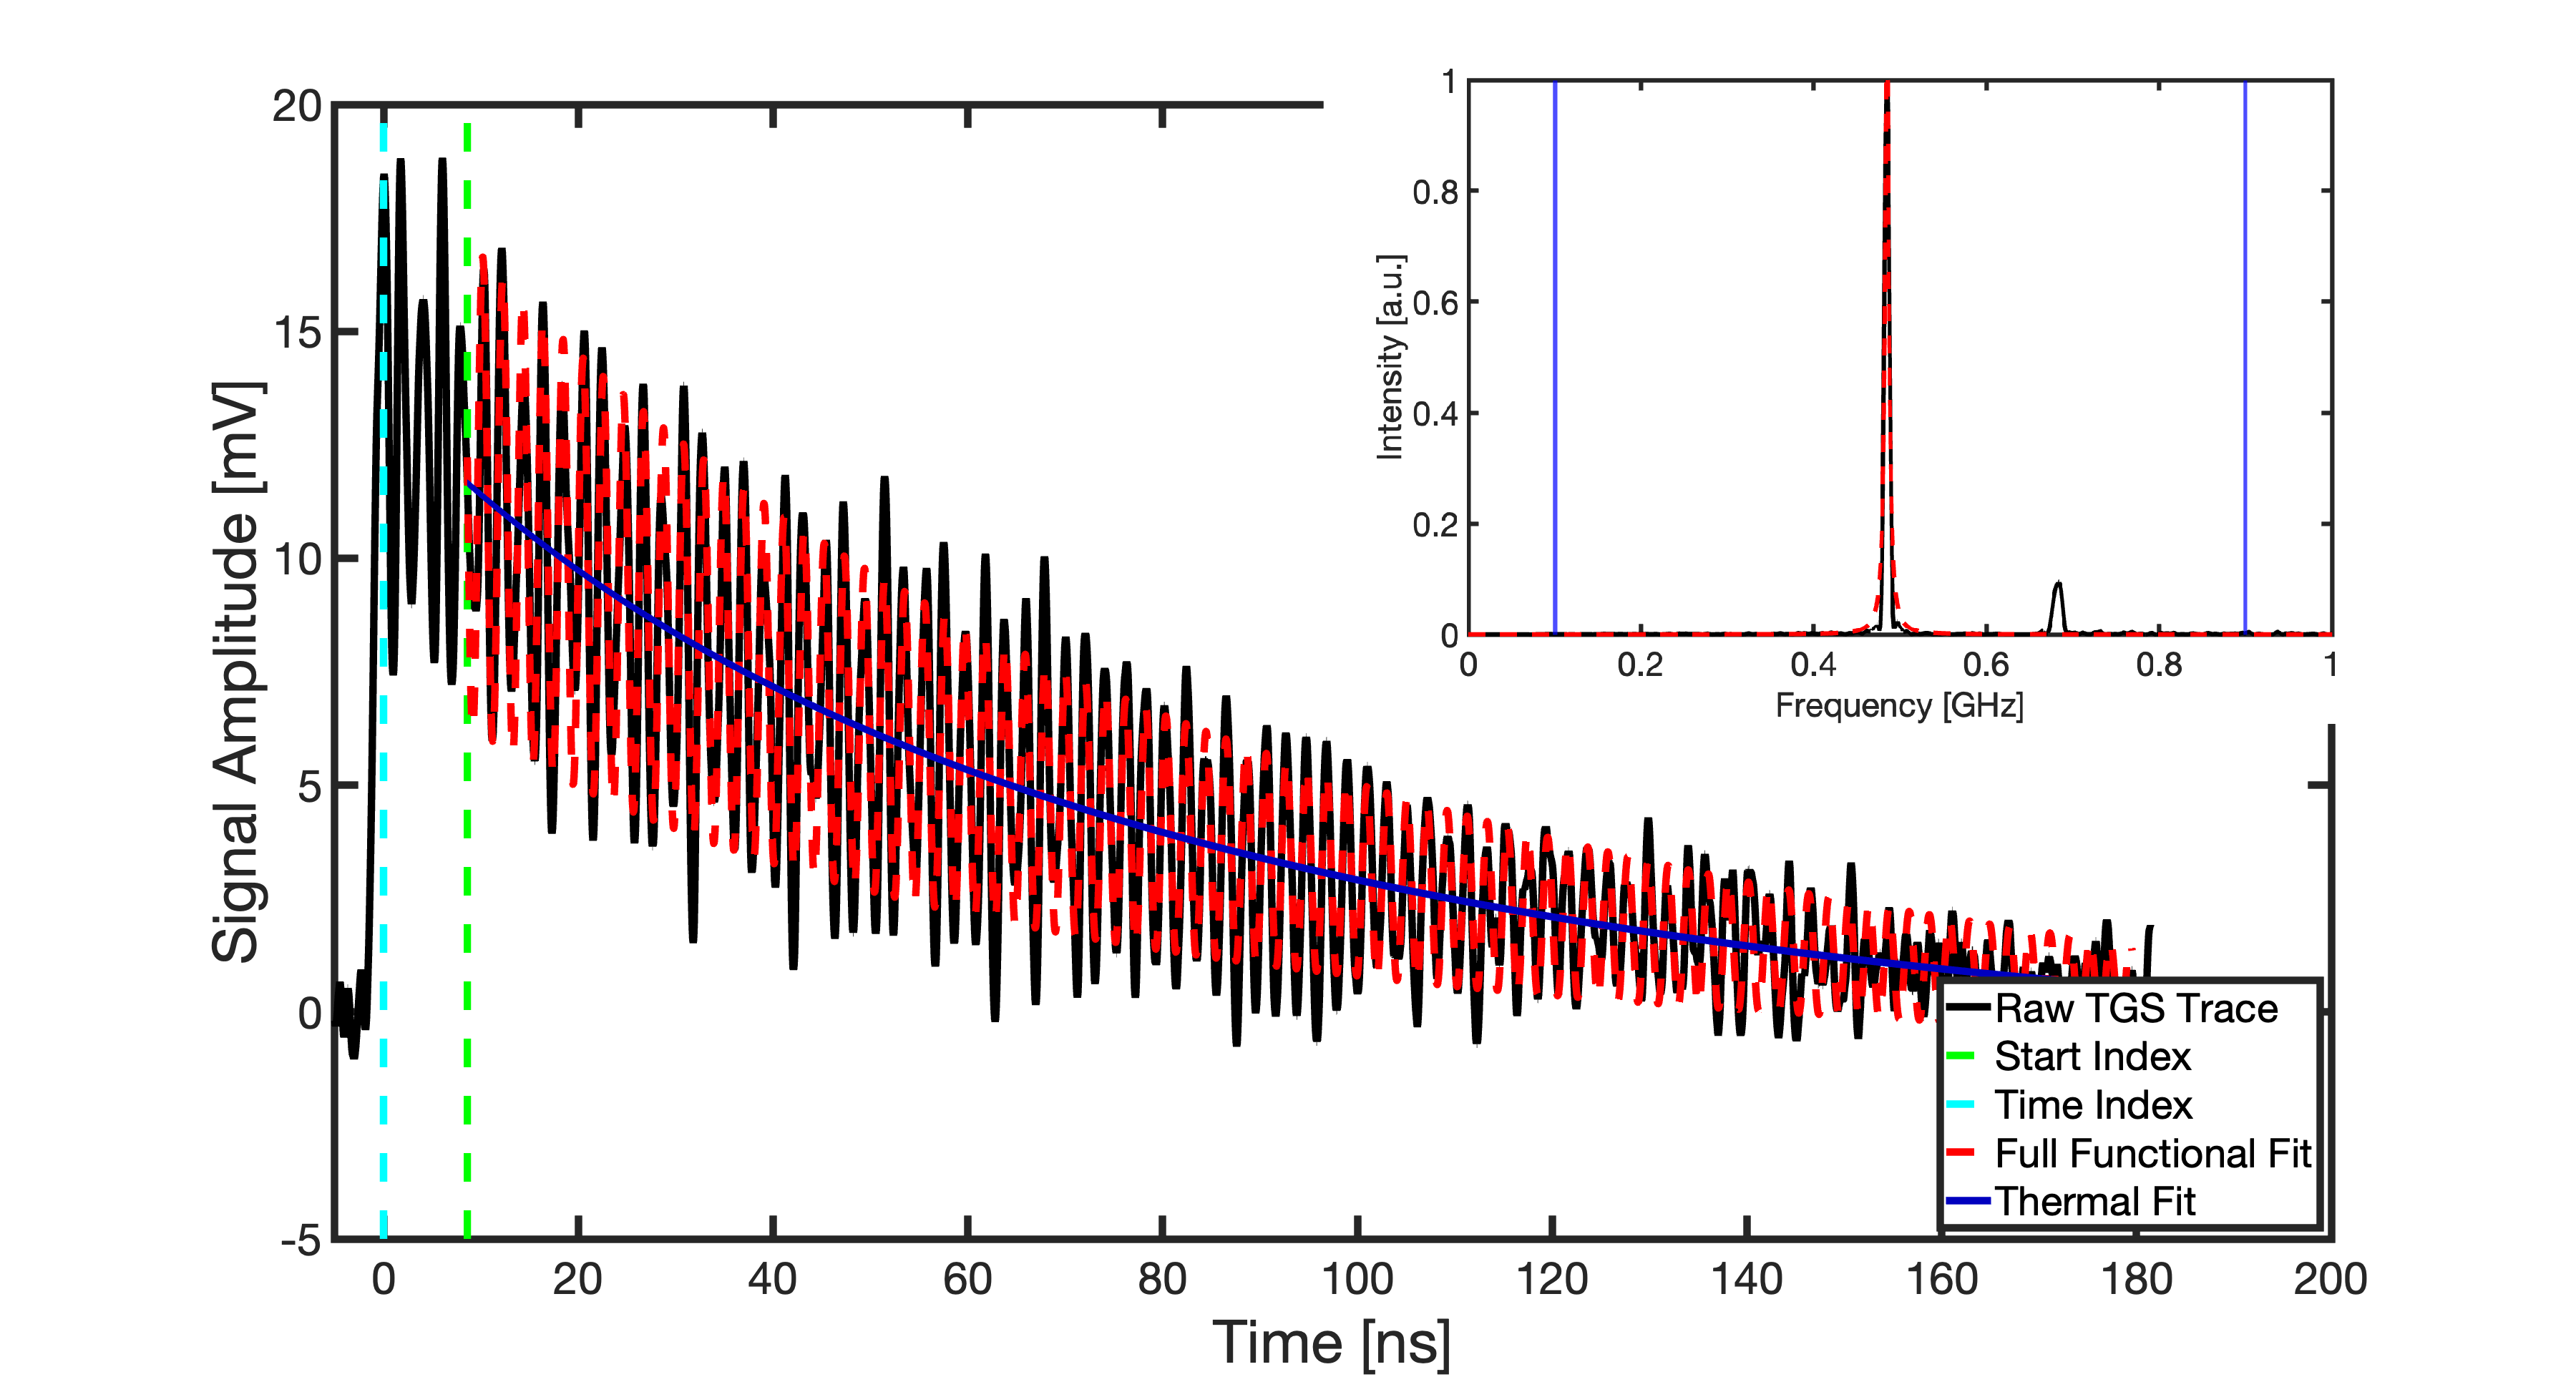 20
15
10
5
0
-5
Signal Amplitude [mV]
0 20 40 60 80 100 120 140 160 180 200
Time [ns]
1
0.8
0.6
0.4
0.2
0
Intensity [a.u.]
0 0.2 0.4 0.6 0.8 1
Frequency [GHz]
Raw TGS Trace
Start Index
Time Index
Full Functional Fit
Thermal Fit